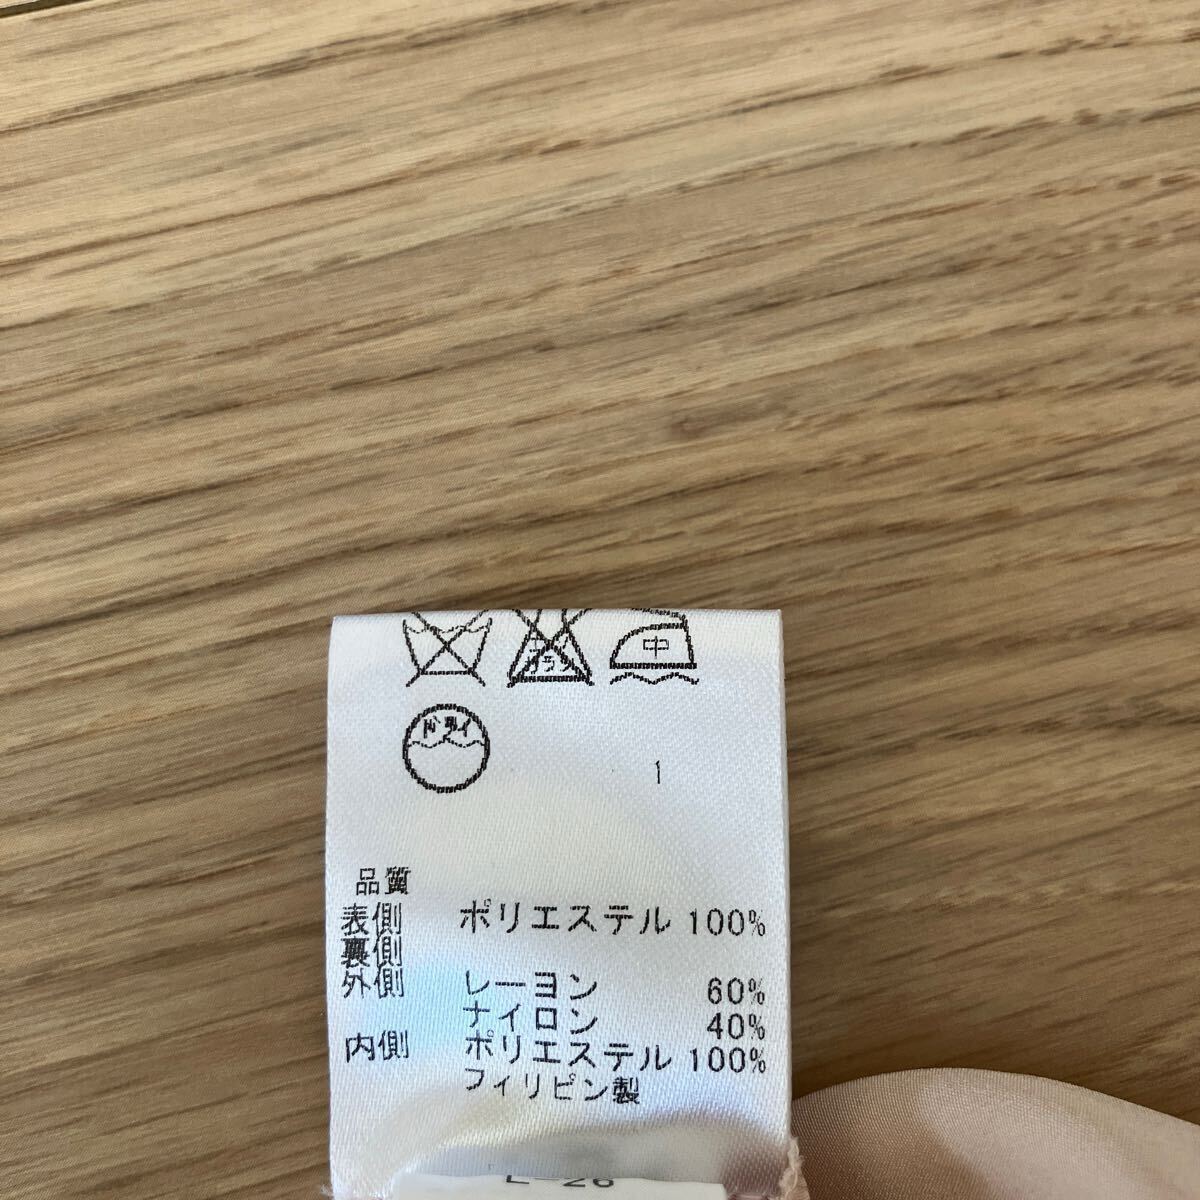 中
ドライ
1
品質
表側 ポリエステル 100%
裏側
外側 レーヨン 60%
ナイロン 40%
内側 ポリエステル 100%
フィリピン製